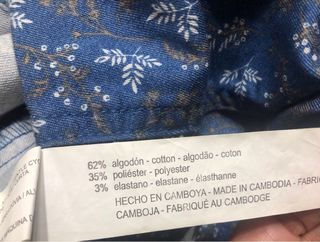 62% algodón - cotton - algodão - coton
35% poliéster - polyester
3% elastano - elastane - élasthanne
HECHO EN CAMBOYA - MADE IN CAMBODIA - FABRIC
CAMBOJA - FABRIQUÉ AU CAMBODGE